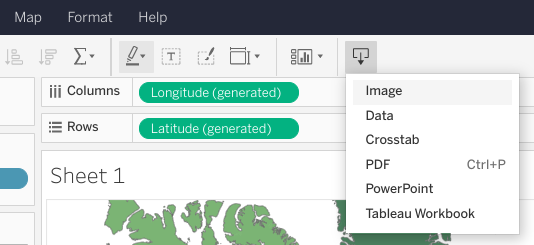 Map Format Help
Columns Longitude (generated)
Rows Latitude (generated)
Sheet 1
Image
Data
Crosstab
PDF Ctrl+P
PowerPoint
Tableau Workbook